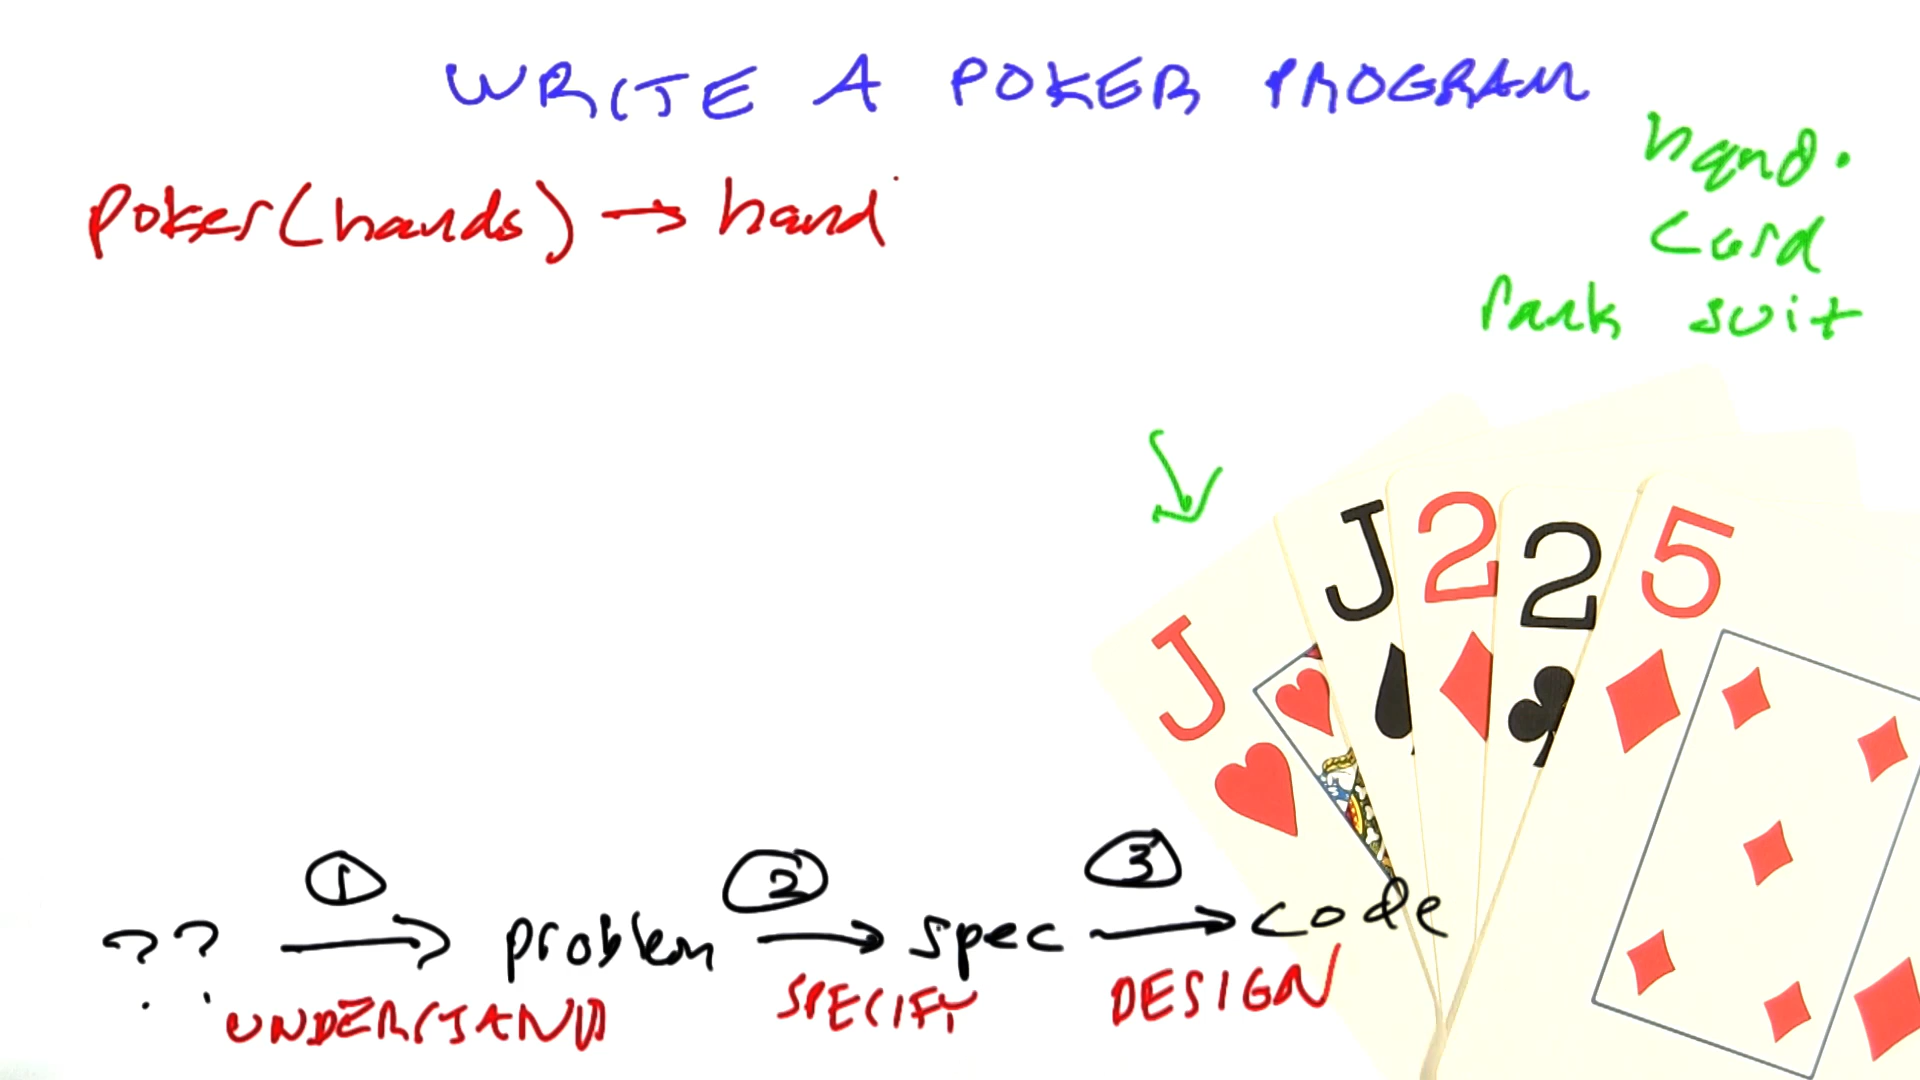 WRITE A POKER PROGRAM
hand.
poker(hands) → hand
card
rank suit
J J 2 2 5
① ② ③
?? → problem → spec → code
UNDERSTAND SPECIFY DESIGN